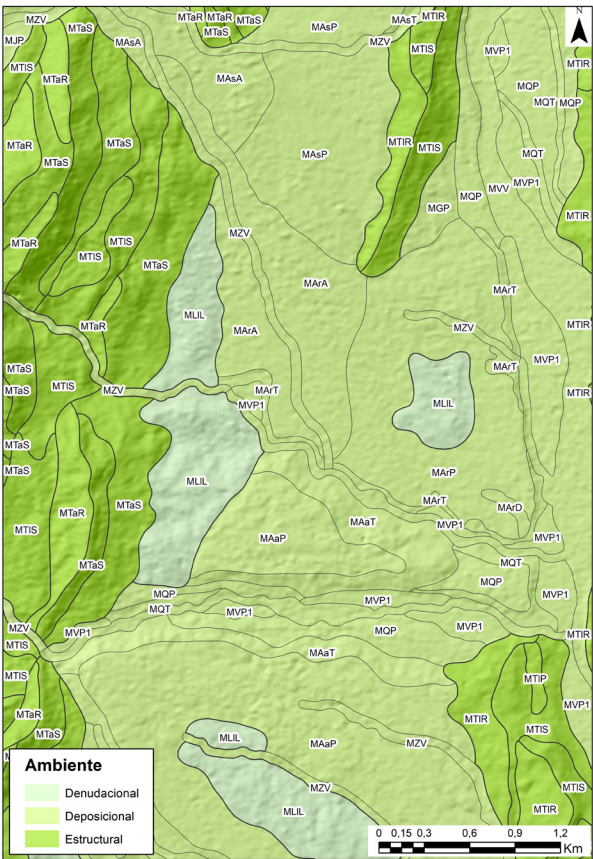 MZV
MTaS
MTaR
MTaR
MAsP
MAsT
MTIR
N
MJP
MAsA
MTaS
MTaS
MZV
MVP1
MTIS
MTaR
MAsA
MTIS
MTIR
MQP
MQT
MQP
MTaR
MTaS
MTaS
MTIR
MTIS
MAsP
MQT
MVV
MVP1
MQP
MGP
MTaR
MTIS
MTIS
MTaS
MZV
MTIR
MArA
MArT
MLIL
MArA
MTaR
MZV
MTIR
MTaS
MTaS
MTIS
MZV
MArT
MVP1
MArT
MVP1
MTIR
MLIL
MTaS
MTaS
MLIL
MArP
MTaR
MTaS
MTIS
MArT
MArD
MAaT
MVP1
MAaP
MVP1
MTaS
MQT
MQP
MQP
MQT
MVP1
MVP1
MVP1
MZV
MVP1
MQP
MVP1
MTIR
MTIS
MAaT
MTIS
MTIP
MTaR
MTIR
MVP1
MTaS
MLIL
MAaP
MZV
MTIS
MZV
MTIS
MLIL
MTIR
Ambiente
Denudacional
Deposicional
Estructural
0 0,15 0,3 0,6 0,9 1,2
Km